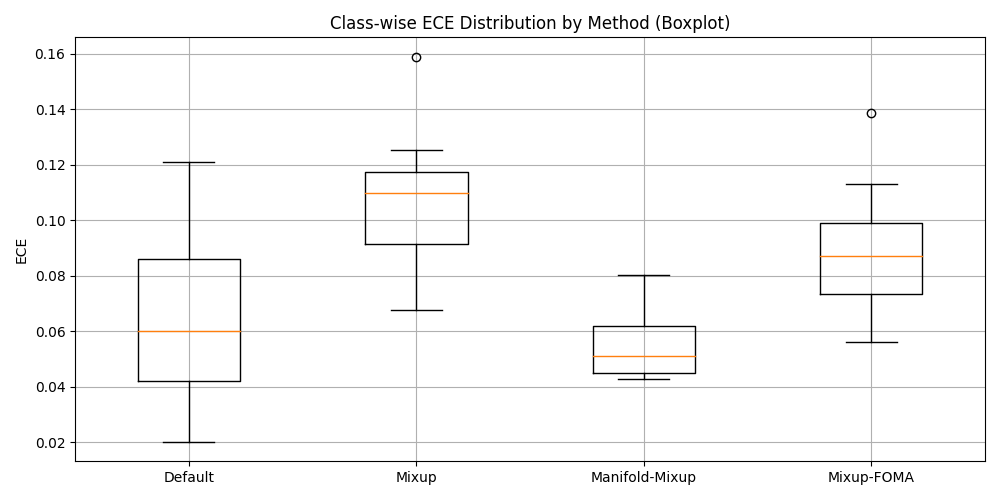 Class-wise ECE Distribution by Method (Boxplot)
0.16
0.14
0.12
0.10
0.08
0.06
0.04
0.02
ECE
Default
Mixup
Manifold-Mixup
Mixup-FOMA